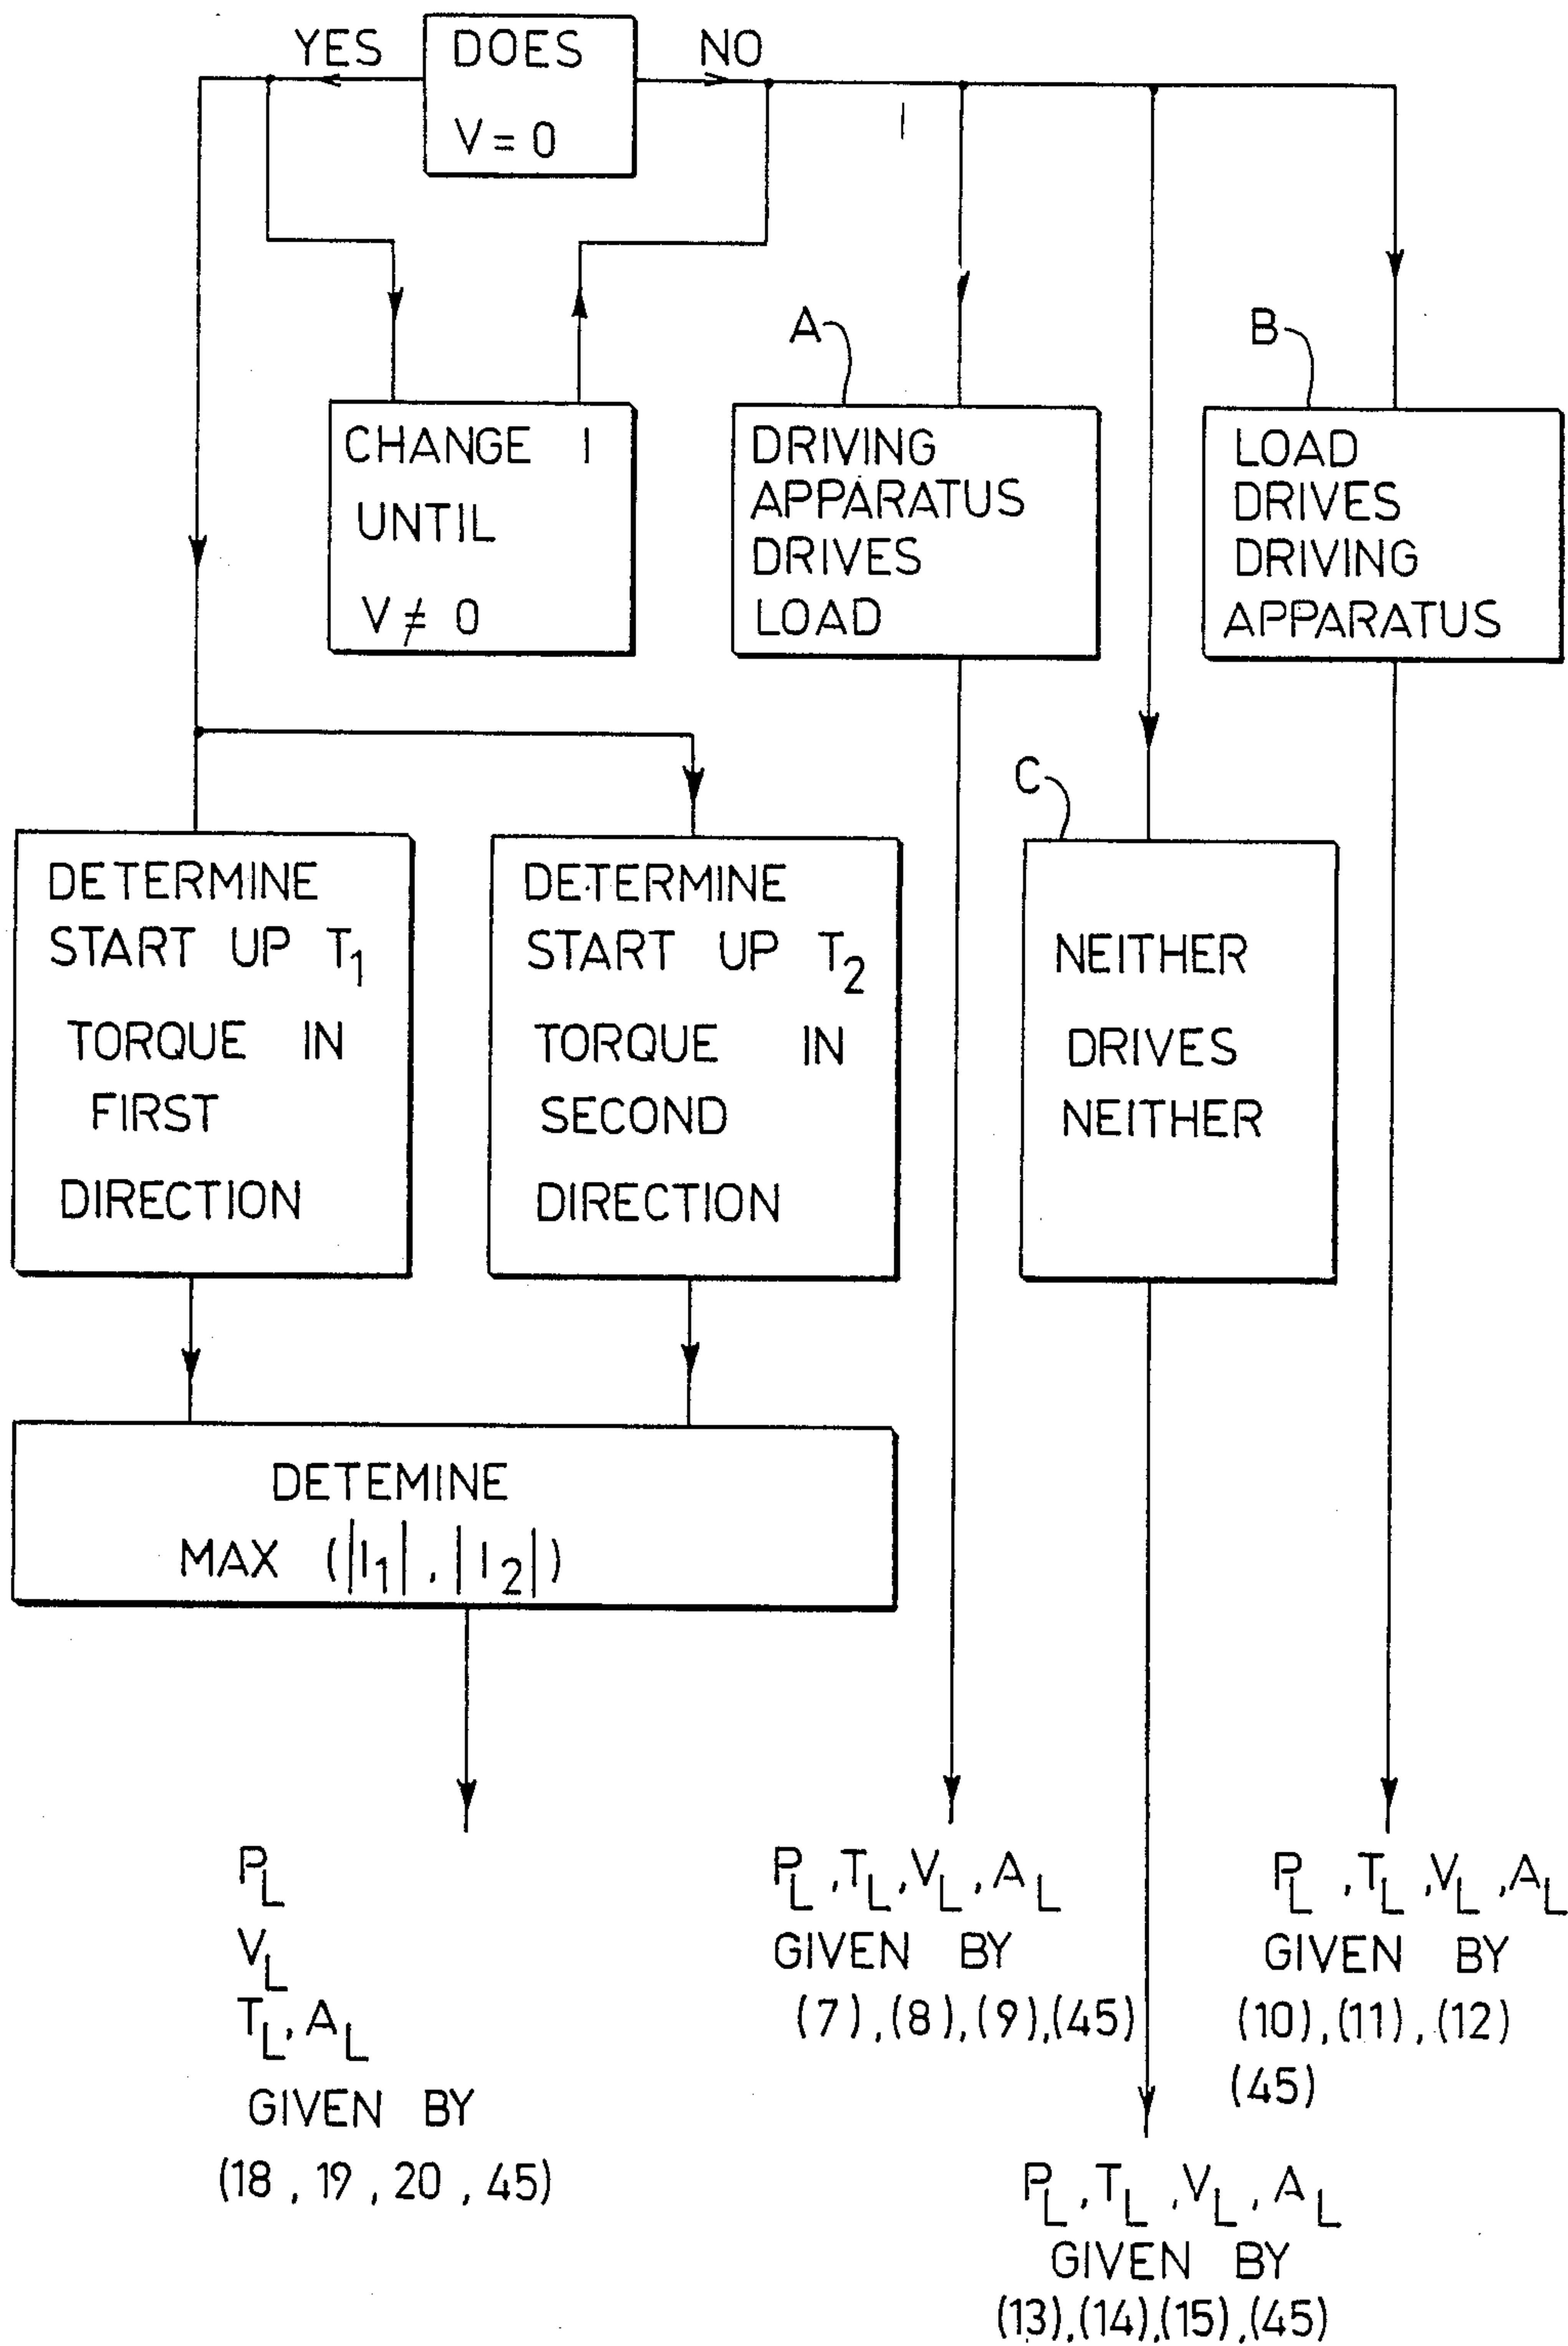 YES
DOES
V = 0
NO
A
B
CHANGE I
UNTIL
V ≠ 0
DRIVING
APPARATUS
DRIVES
LOAD
LOAD
DRIVES
DRIVING
APPARATUS
C
DETERMINE
START UP T1
TORQUE IN
FIRST
DIRECTION
DETERMINE
START UP T2
TORQUE IN
SECOND
DIRECTION
NEITHER
DRIVES
NEITHER
DETEMINE
MAX (|I1|, |I2|)
PL
VL
TL, AL
GIVEN BY
(18, 19, 20, 45)
PL, TL, VL, AL
GIVEN BY
(7),(8),(9),(45)
PL, TL, VL, AL
GIVEN BY
(10),(11),(12)
(45)
PL, TL, VL, AL
GIVEN BY
(13),(14),(15),(45)